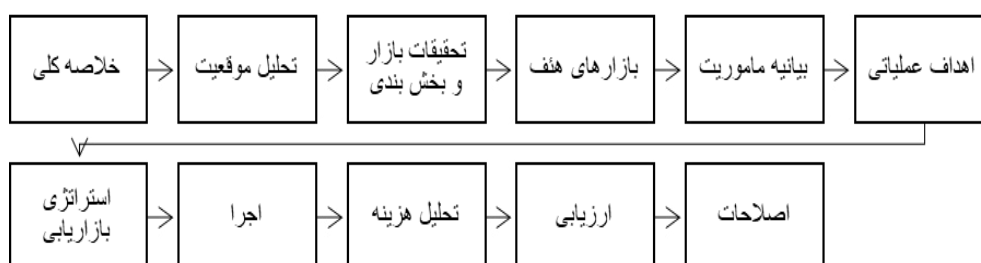 خلاصه کلی
تحلیل موقعیت
تحقیقات بازار
و بخش بندی
بازارهای هئف
بیانیه ماموریت
اهداف عملیاتی
استراتژی
بازاریابی
اجرا
تحلیل هزینه
ارزیابی
اصلاحات